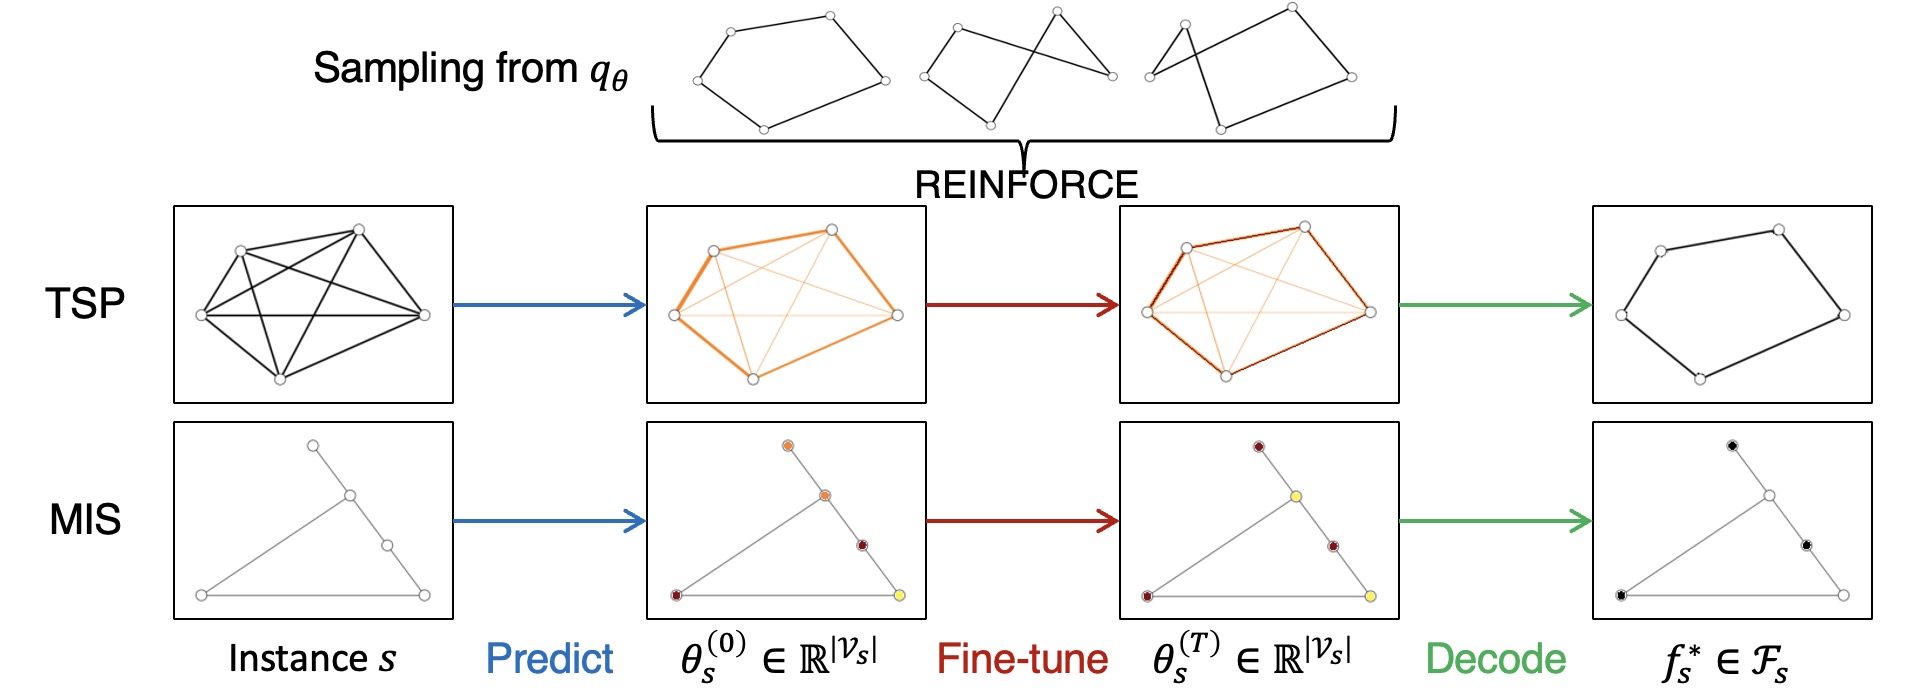 Sampling from $q_\theta$
REINFORCE
TSP
MIS
Instance $s$
Predict
$\theta_s^{(0)} \in \mathbb{R}^{|\mathcal{V}_s|}$
Fine-tune
$\theta_s^{(T)} \in \mathbb{R}^{|\mathcal{V}_s|}$
Decode
$f_s^* \in \mathcal{F}_s$